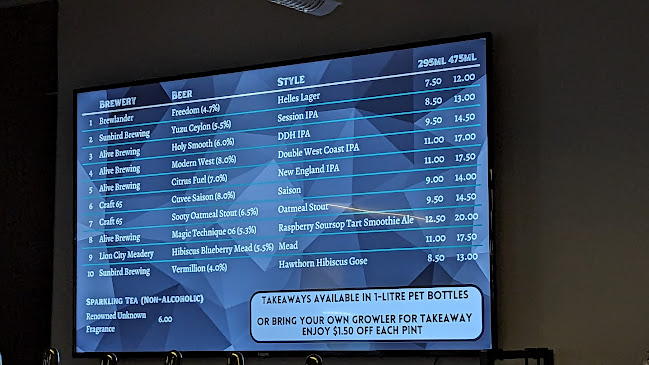 BREWERY BEER STYLE 295ML 475ML
1 Brewlander Freedom (4.7%) Helles Lager 7.50 12.00
2 Sunbird Brewing Yuzu Ceylon (5.5%) Session IPA 8.50 13.00
3 Alive Brewing Holy Smooth (6.0%) DDH IPA 9.50 14.50
4 Alive Brewing Modern West (8.0%) Double West Coast IPA 11.00 17.00
5 Alive Brewing Citrus Fuel (7.0%) New England IPA 11.00 17.50
6 Craft 65 Cuvee Saison (8.0%) Saison 9.00 14.00
7 Craft 65 Sooty Oatmeal Stout (6.5%) Oatmeal Stout 9.50 14.50
8 Alive Brewing Magic Technique 06 (5.3%) Raspberry Soursop Tart Smoothie Ale 12.50 20.00
9 Lion City Meadery Hibiscus Blueberry Mead (5.5%) Mead 11.00 17.50
10 Sunbird Brewing Vermillion (4.0%) Hawthorn Hibiscus Gose 8.50 13.00
SPARKLING TEA (NON-ALCOHOLIC)
Renowned Unknown 6.00
Fragrance
TAKEAWAYS AVAILABLE IN 1-LITRE PET BOTTLES
OR BRING YOUR OWN GROWLER FOR TAKEAWAY
ENJOY $1.50 OFF EACH PINT